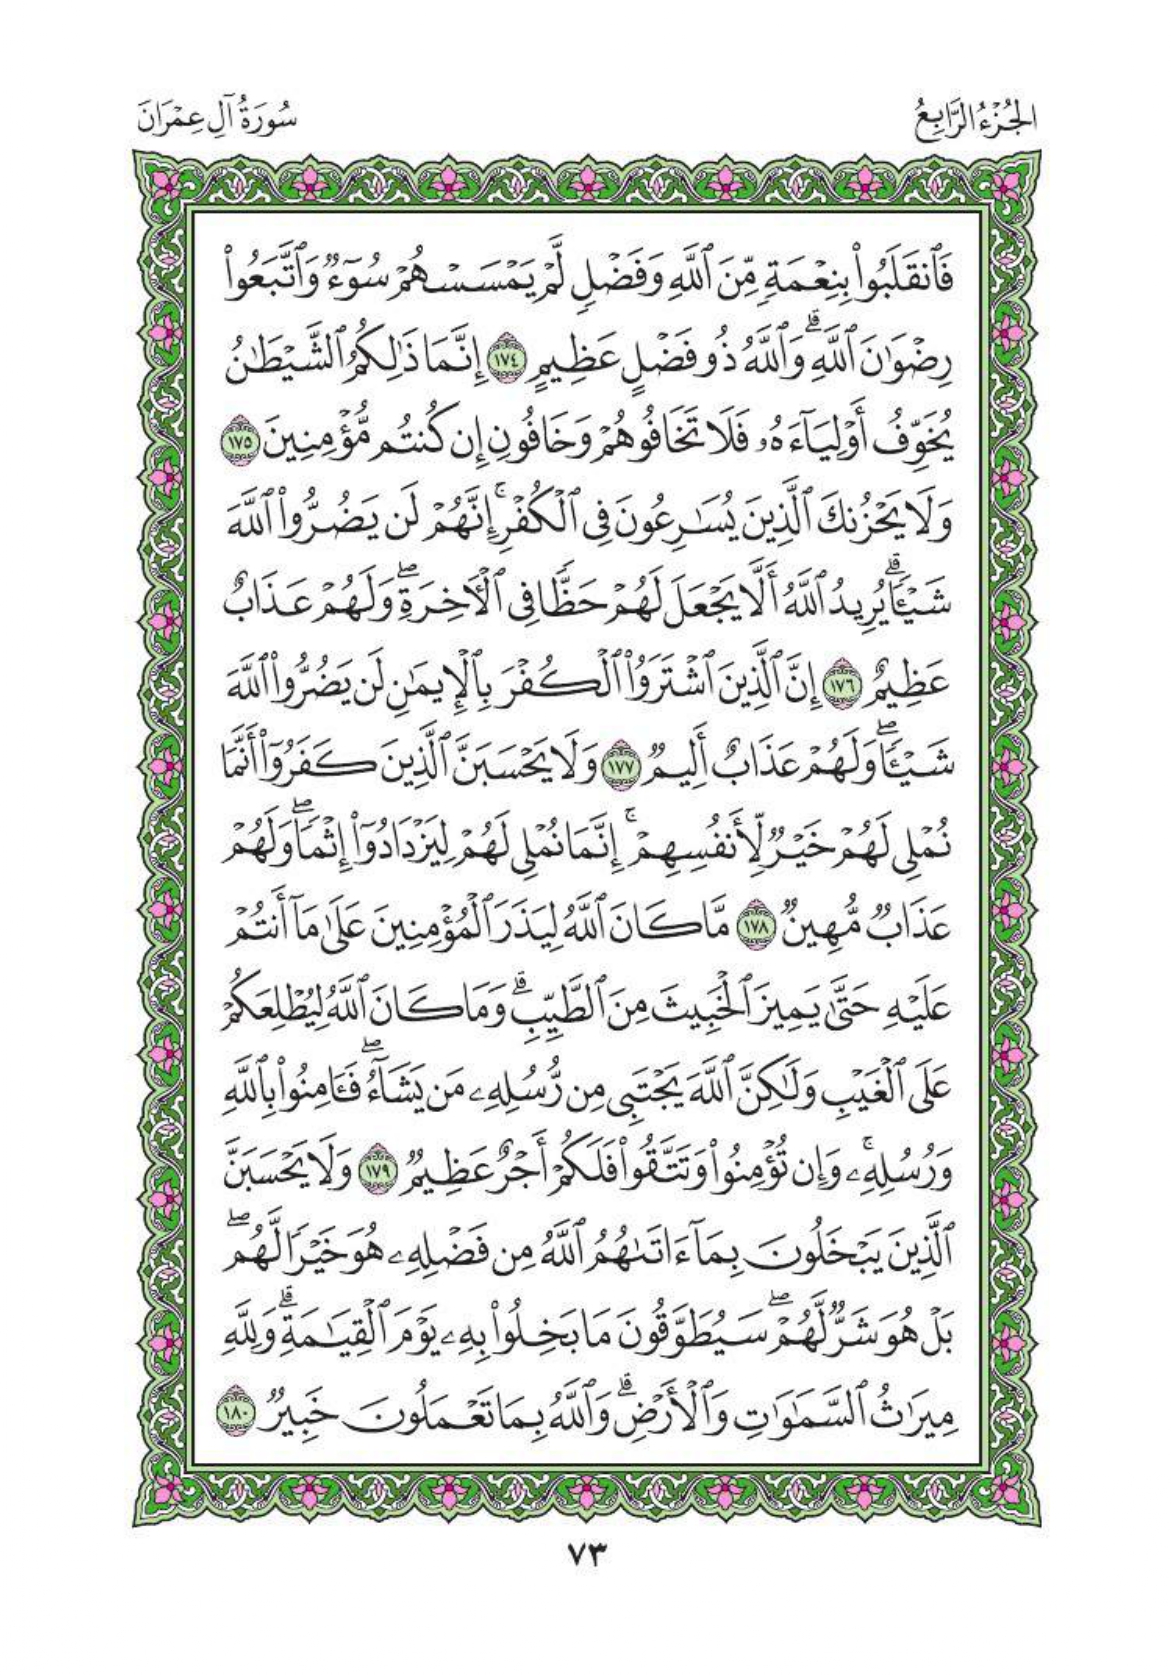 الجُزْءُ الرَّابِعُ
سُورَةُ آلِ عِمْرَانَ
فَٱنقَلَبُوا۟ بِنِعْمَةٍ مِّنَ ٱللَّهِ وَفَضْلٍ لَّمْ يَمْسَسْهُمْ سُوٓءٌ وَٱتَّبَعُوا۟
رِضْوَٰنَ ٱللَّهِ ۗ وَٱللَّهُ ذُو فَضْلٍ عَظِيمٍ ١٧٤ إِنَّمَا ذَٰلِكُمُ ٱلشَّيْطَٰنُ
يُخَوِّفُ أَوْلِيَآءَهُۥ فَلَا تَخَافُوهُمْ وَخَافُونِ إِن كُنتُم مُّؤْمِنِينَ ١٧٥
وَلَا يَحْزُنكَ ٱلَّذِينَ يُسَٰرِعُونَ فِى ٱلْكُفْرِ ۚ إِنَّهُمْ لَن يَضُرُّوا۟ ٱللَّهَ
شَيْـًٔا ۗ يُرِيدُ ٱللَّهُ أَلَّا يَجْعَلَ لَهُمْ حَظًّا فِى ٱلْـَٔاخِرَةِ ۖ وَلَهُمْ عَذَابٌ
عَظِيمٌ ١٧٦ إِنَّ ٱلَّذِينَ ٱشْتَرَوُا۟ ٱلْكُفْرَ بِٱلْإِيمَٰنِ لَن يَضُرُّوا۟ ٱللَّهَ
شَيْـًٔا ۖ وَلَهُمْ عَذَابٌ أَلِيمٌ ١٧٧ وَلَا يَحْسَبَنَّ ٱلَّذِينَ كَفَرُوٓا۟ أَنَّمَا
نُمْلِى لَهُمْ خَيْرٌ لِّأَنفُسِهِمْ ۚ إِنَّمَا نُمْلِى لَهُمْ لِيَزْدَادُوٓا۟ إِثْمًا ۖ وَلَهُمْ
عَذَابٌ مُّهِينٌ ١٧٨ مَّا كَانَ ٱللَّهُ لِيَذَرَ ٱلْمُؤْمِنِينَ عَلَىٰ مَآ أَنتُمْ
عَلَيْهِ حَتَّىٰ يَمِيزَ ٱلْخَبِيثَ مِنَ ٱلطَّيِّبِ ۗ وَمَا كَانَ ٱللَّهُ لِيُطْلِعَكُمْ
عَلَى ٱلْغَيْبِ وَلَٰكِنَّ ٱللَّهَ يَجْتَبِى مِن رُّسُلِهِۦ مَن يَشَآءُ ۖ فَـَٔامِنُوا۟ بِٱللَّهِ
وَرُسُلِهِۦ ۚ وَإِن تُؤْمِنُوا۟ وَتَتَّقُوا۟ فَلَكُمْ أَجْرٌ عَظِيمٌ ١٧٩ وَلَا يَحْسَبَنَّ
ٱلَّذِينَ يَبْخَلُونَ بِمَآ ءَاتَىٰهُمُ ٱللَّهُ مِن فَضْلِهِۦ هُوَ خَيْرًا لَّهُم ۖ
بَلْ هُوَ شَرٌّ لَّهُمْ ۖ سَيُطَوَّقُونَ مَا بَخِلُوا۟ بِهِۦ يَوْمَ ٱلْقِيَٰمَةِ ۗ وَلِلَّهِ
مِيرَٰثُ ٱلسَّمَٰوَٰتِ وَٱلْأَرْضِ ۗ وَٱللَّهُ بِمَا تَعْمَلُونَ خَبِيرٌ ١٨٠
٧٣